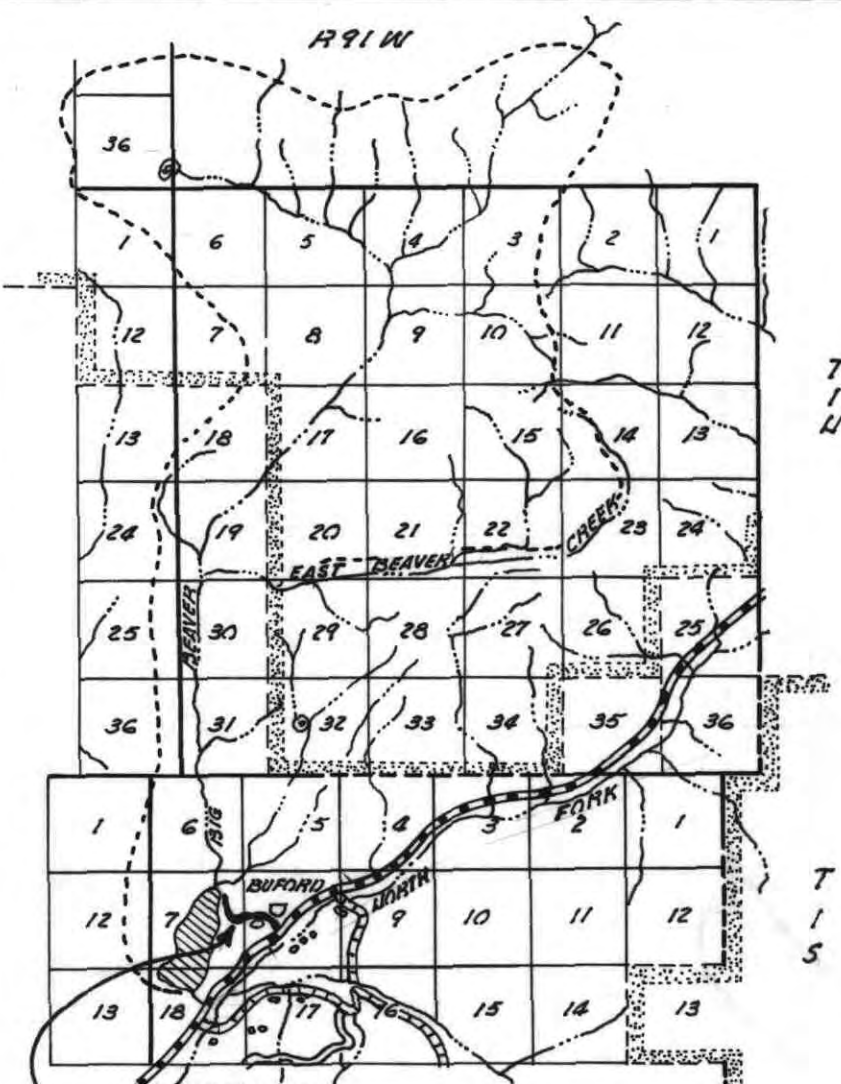 R 91 W
36
1 6 5 4 3 2 1
12 7 8 9 10 11 12
T
1
N
13 18 17 16 15 14 13
24 19 20 21 22 23 24
EAST BEAVER CREEK
BEAVER
25 30 29 28 27 26 25
36 31 32 33 34 35 36
FORK
1 6 5 4 3 2 1
BIG
BUFORD
NORTH
12 7 9 10 11 12
T
1
S
13 18 17 16 15 14 13